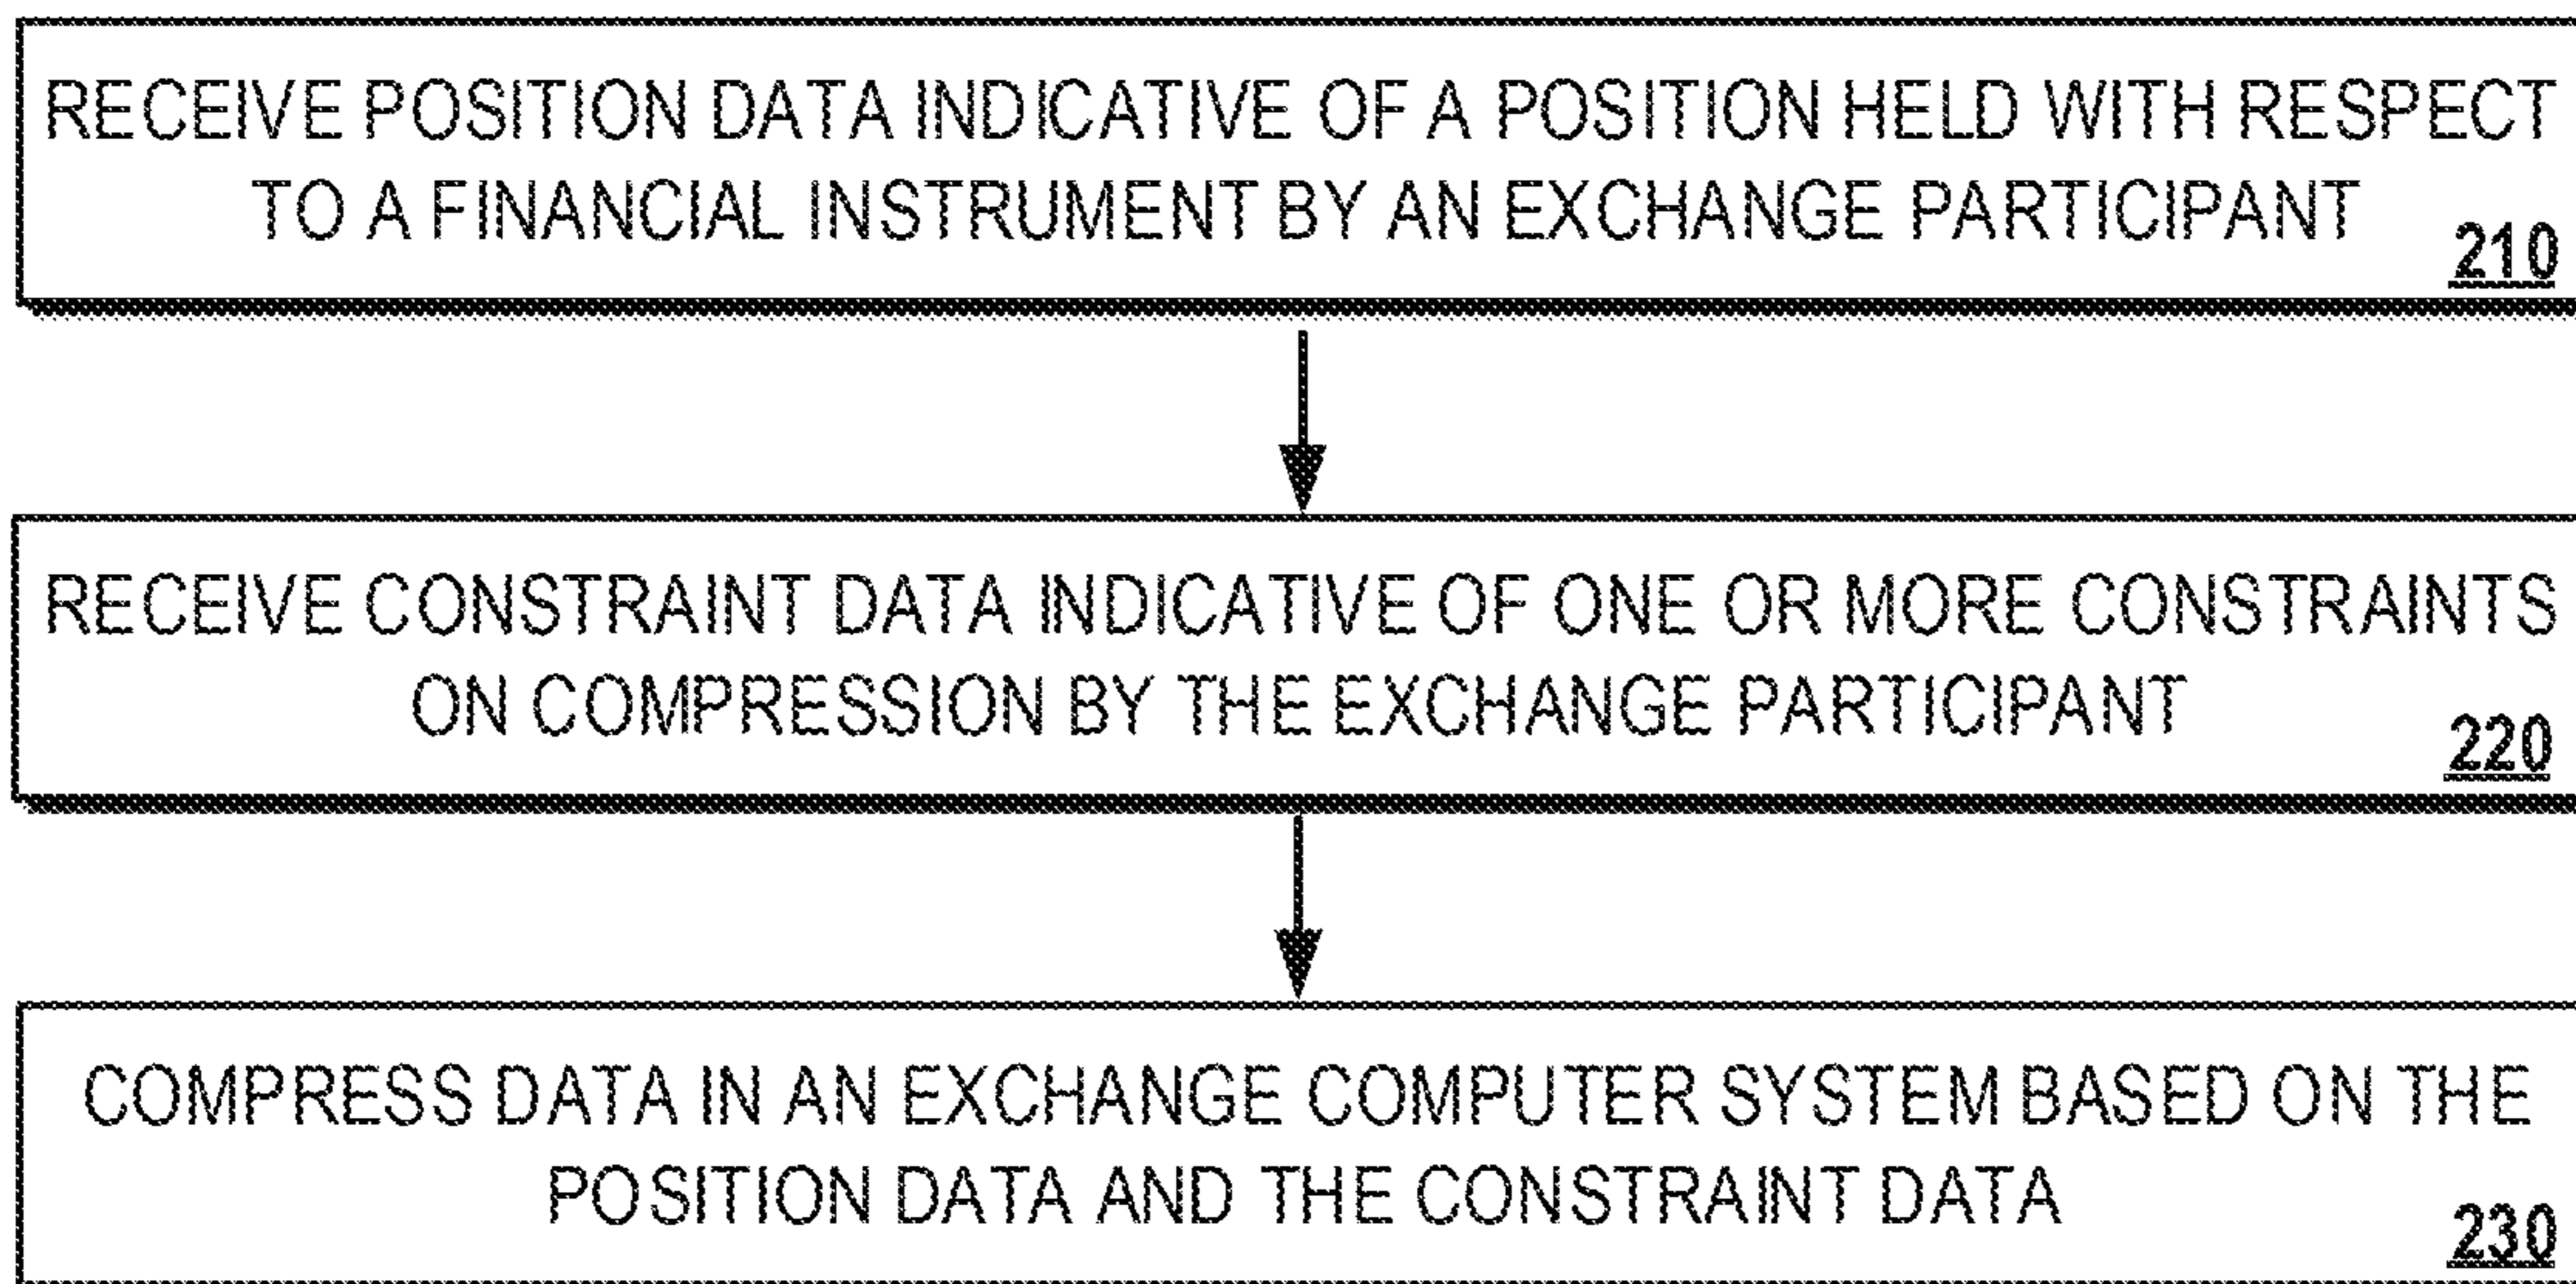 RECEIVE POSITION DATA INDICATIVE OF A POSITION HELD WITH RESPECT
TO A FINANCIAL INSTRUMENT BY AN EXCHANGE PARTICIPANT
210
RECEIVE CONSTRAINT DATA INDICATIVE OF ONE OR MORE CONSTRAINTS
ON COMPRESSION BY THE EXCHANGE PARTICIPANT
220
COMPRESS DATA IN AN EXCHANGE COMPUTER SYSTEM BASED ON THE
POSITION DATA AND THE CONSTRAINT DATA
230